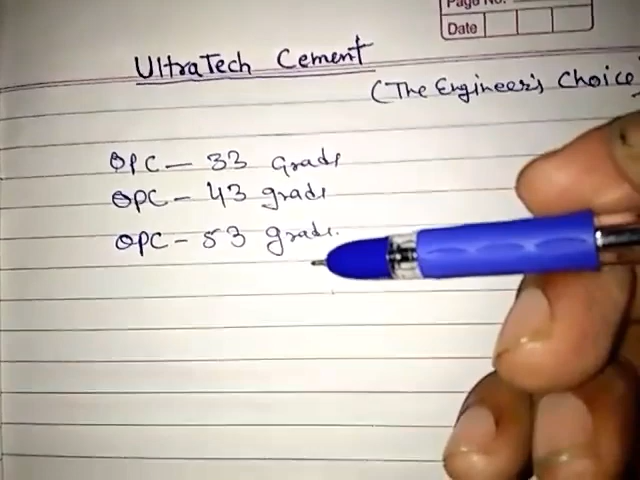 Page No.
Date
UltraTech Cement
(The Engineer's Choice)
OPC - 33 Grade
OPC - 43 grade
OPC - 53 grade.